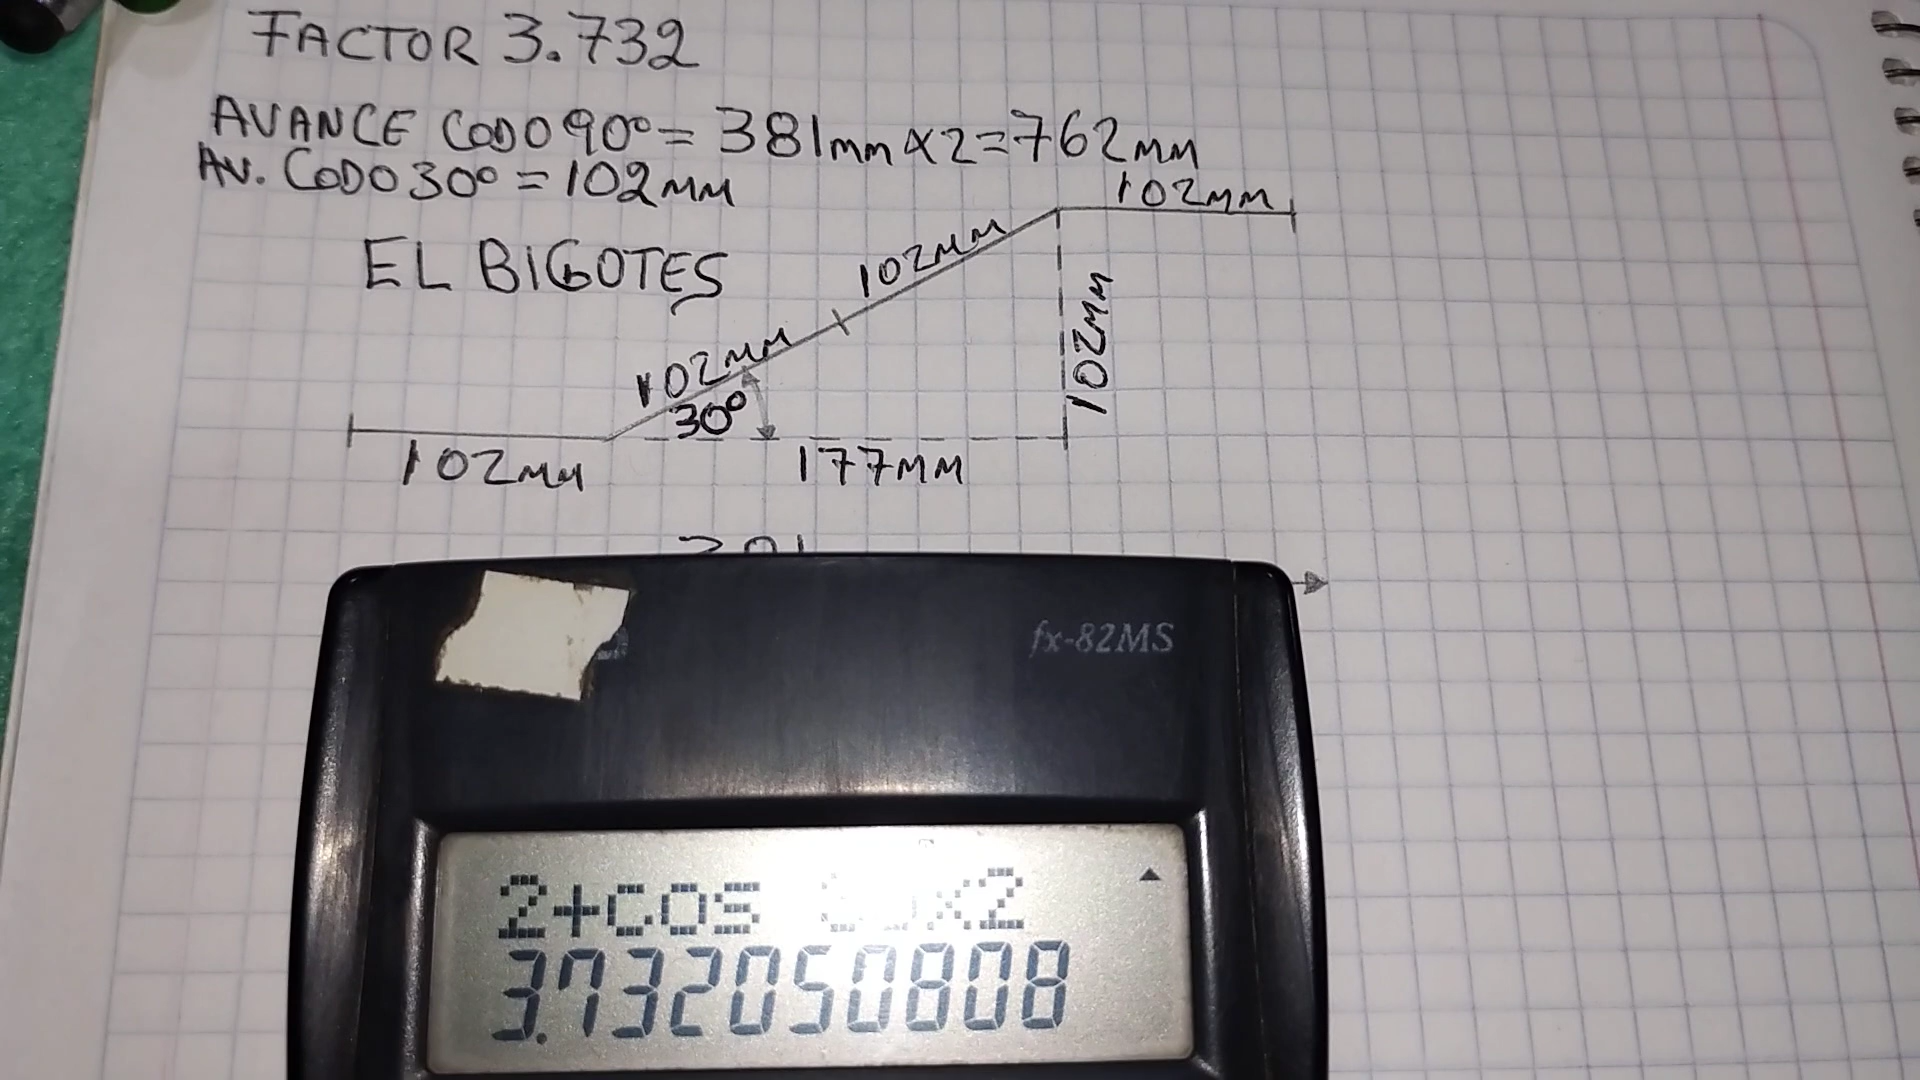 FACTOR 3.732
AVANCE CODO 90° = 381mm x 2 = 762mm
AV. CODO 30° = 102mm
102mm
EL BIGOTES
102mm
102mm
102mm
30°
102mm
177mm
fx-82MS
2+cos x2
3.732050808